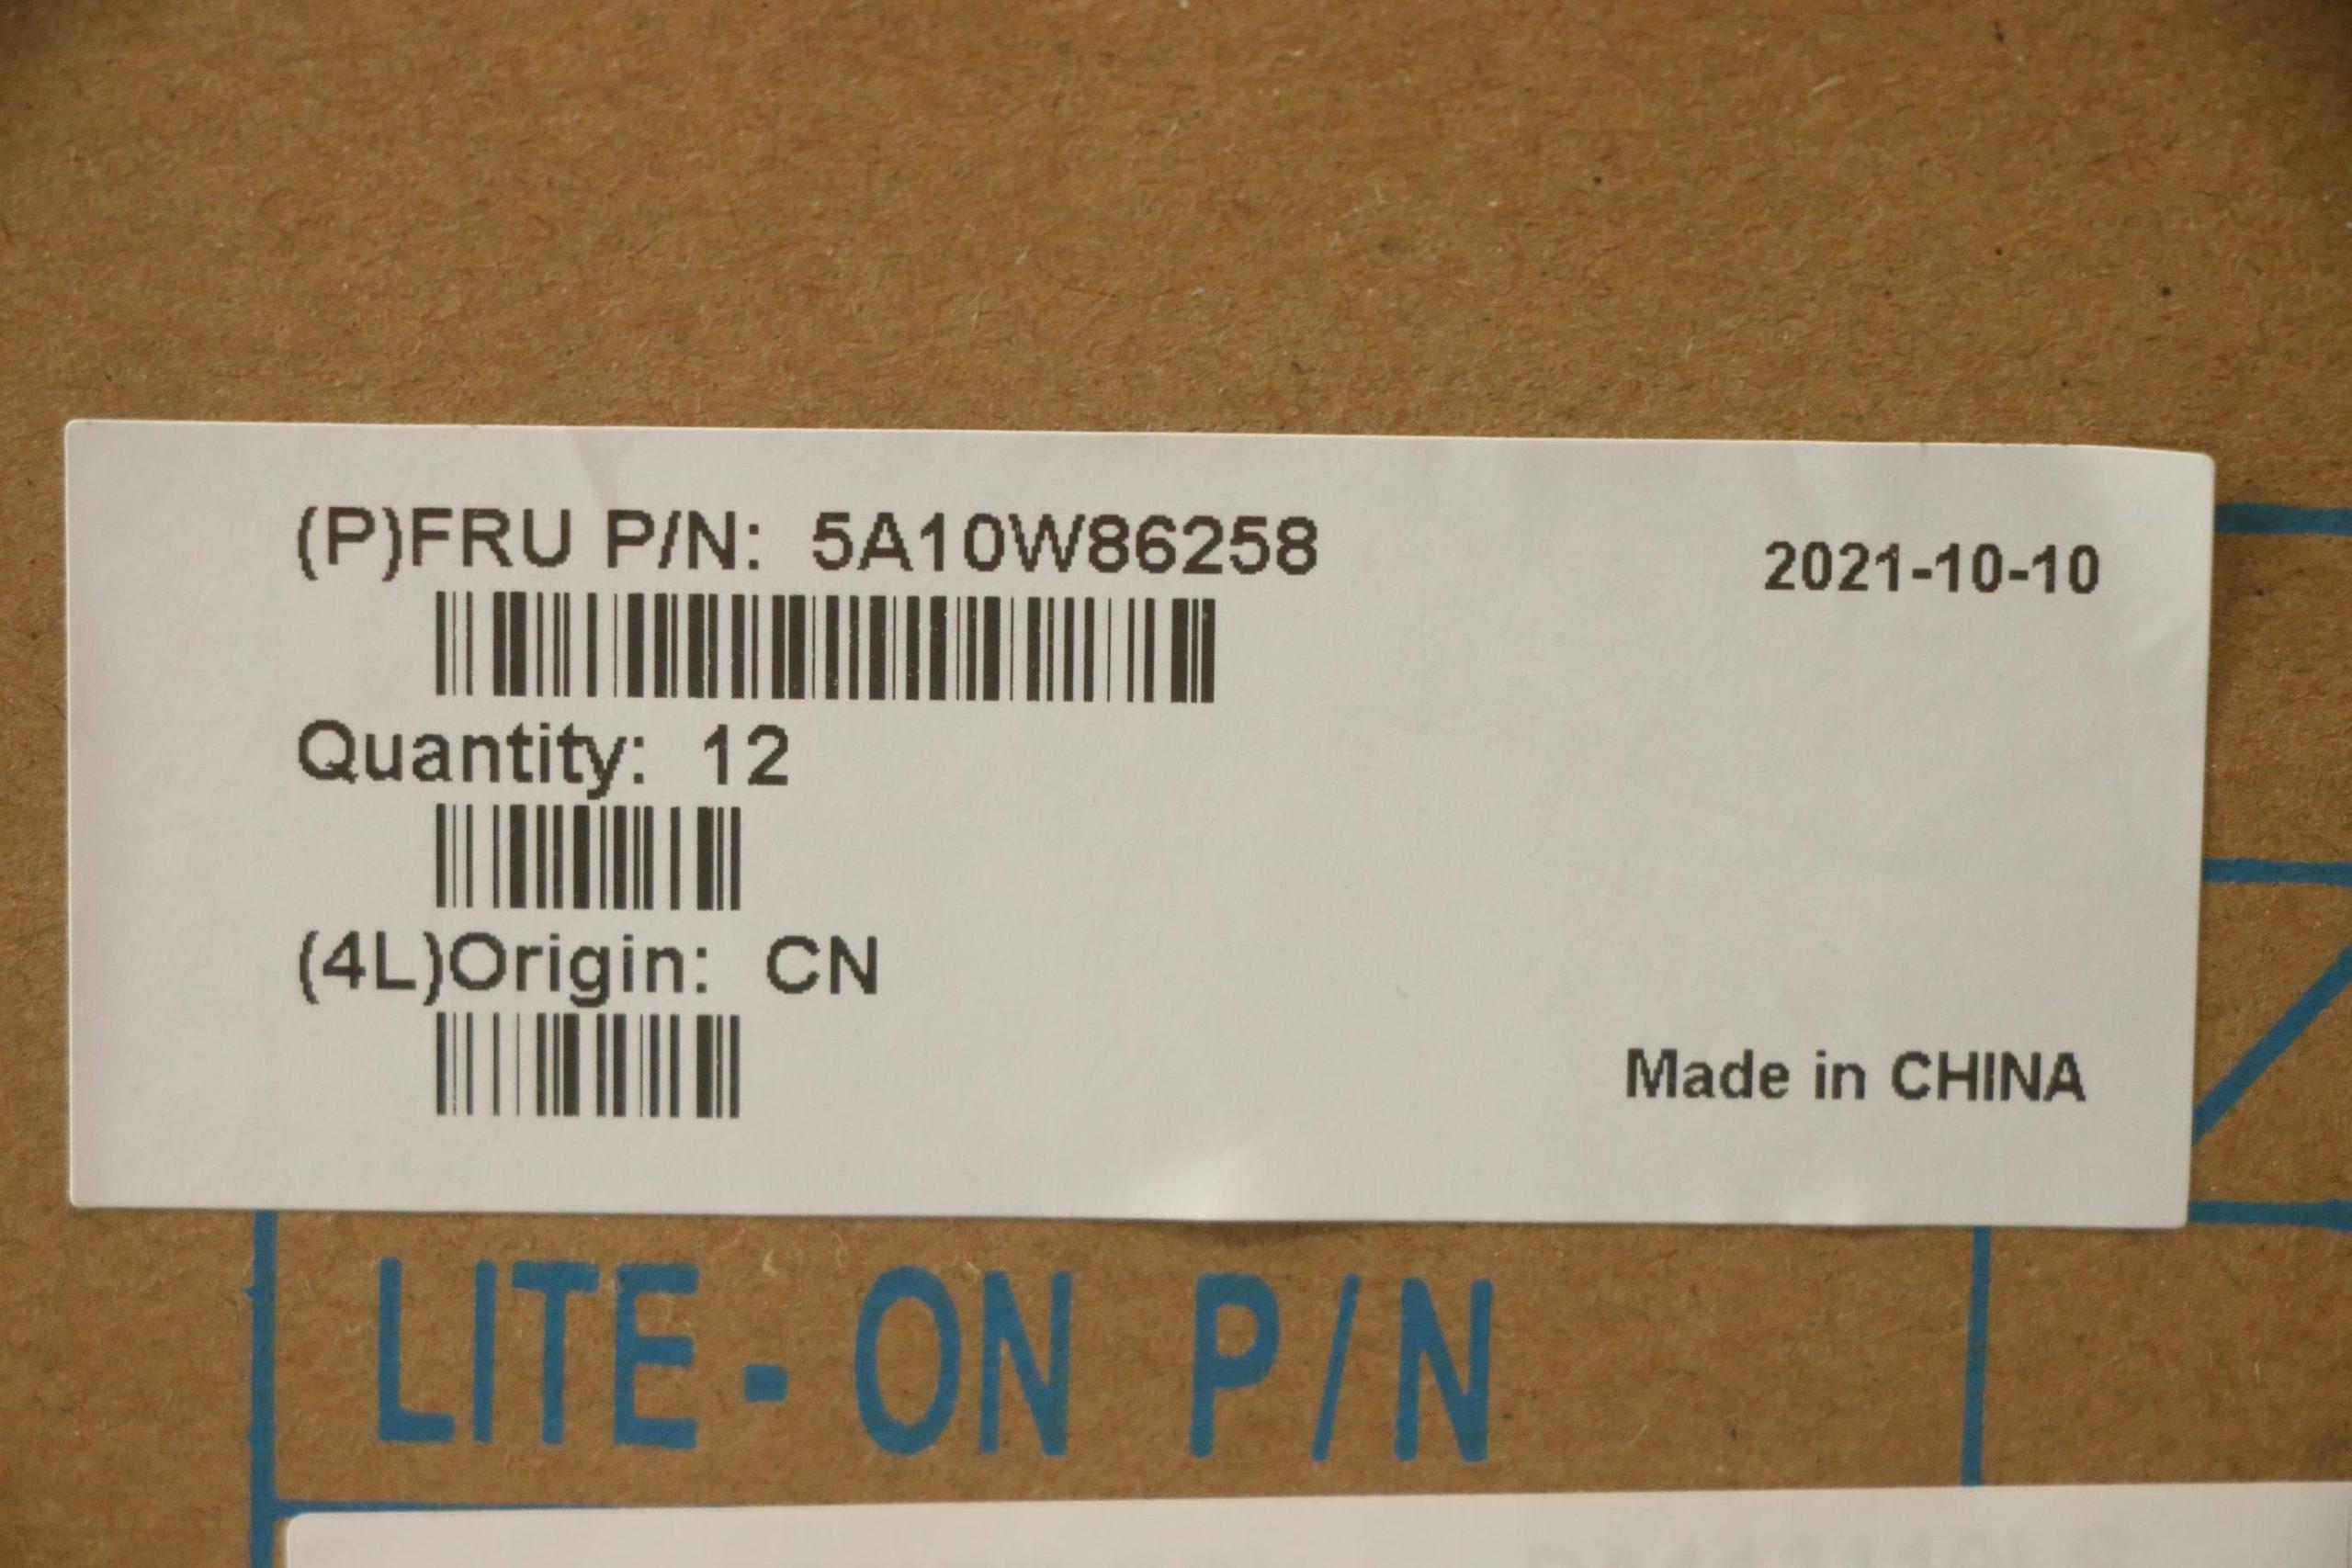 (P)FRU P/N: 5A10W86258
2021-10-10
Quantity: 12
(4L)Origin: CN
Made in CHINA
LITE-ON P/N